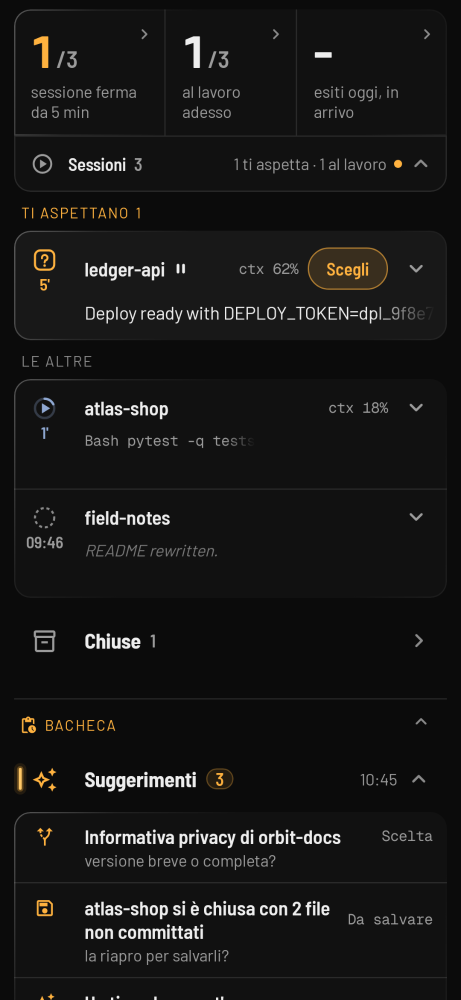 1/3
sessione ferma
da 5 min
1/3
al lavoro
adesso
–
esiti oggi, in
arrivo
Sessioni 3
1 ti aspetta · 1 al lavoro
TI ASPETTANO 1
5'
ledger-api
ctx 62%
Scegli
Deploy ready with DEPLOY_TOKEN=dpl_9f8e7
LE ALTRE
1'
atlas-shop
ctx 18%
Bash pytest -q tests
09:46
field-notes
README rewritten.
Chiuse 1
BACHECA
Suggerimenti 3
10:45
Informativa privacy di orbit-docs
Scelta
versione breve o completa?
atlas-shop si è chiusa con 2 file
non committati
Da salvare
la riapro per salvarli?